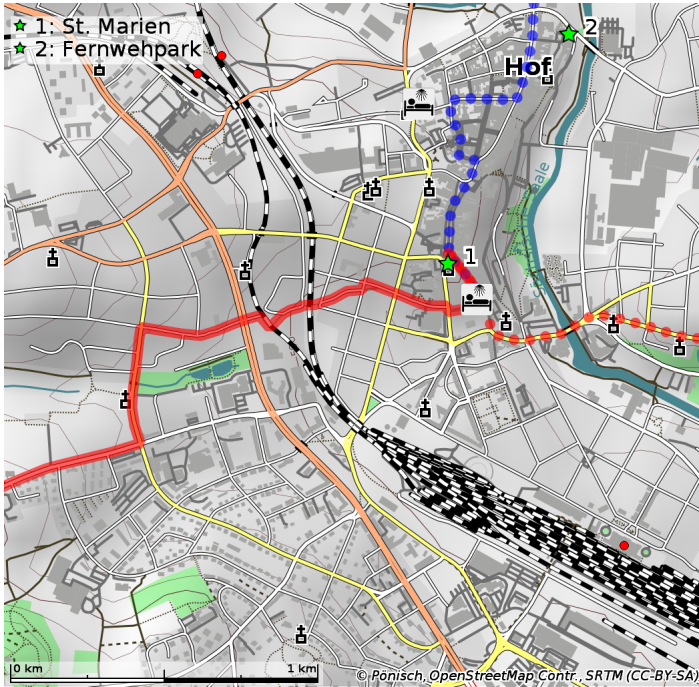 1: St. Marien
2: Fernwehpark
2
Hof
1
0 km
1 km
© Pönisch, OpenStreetMap Contr., SRTM (CC-BY-SA)